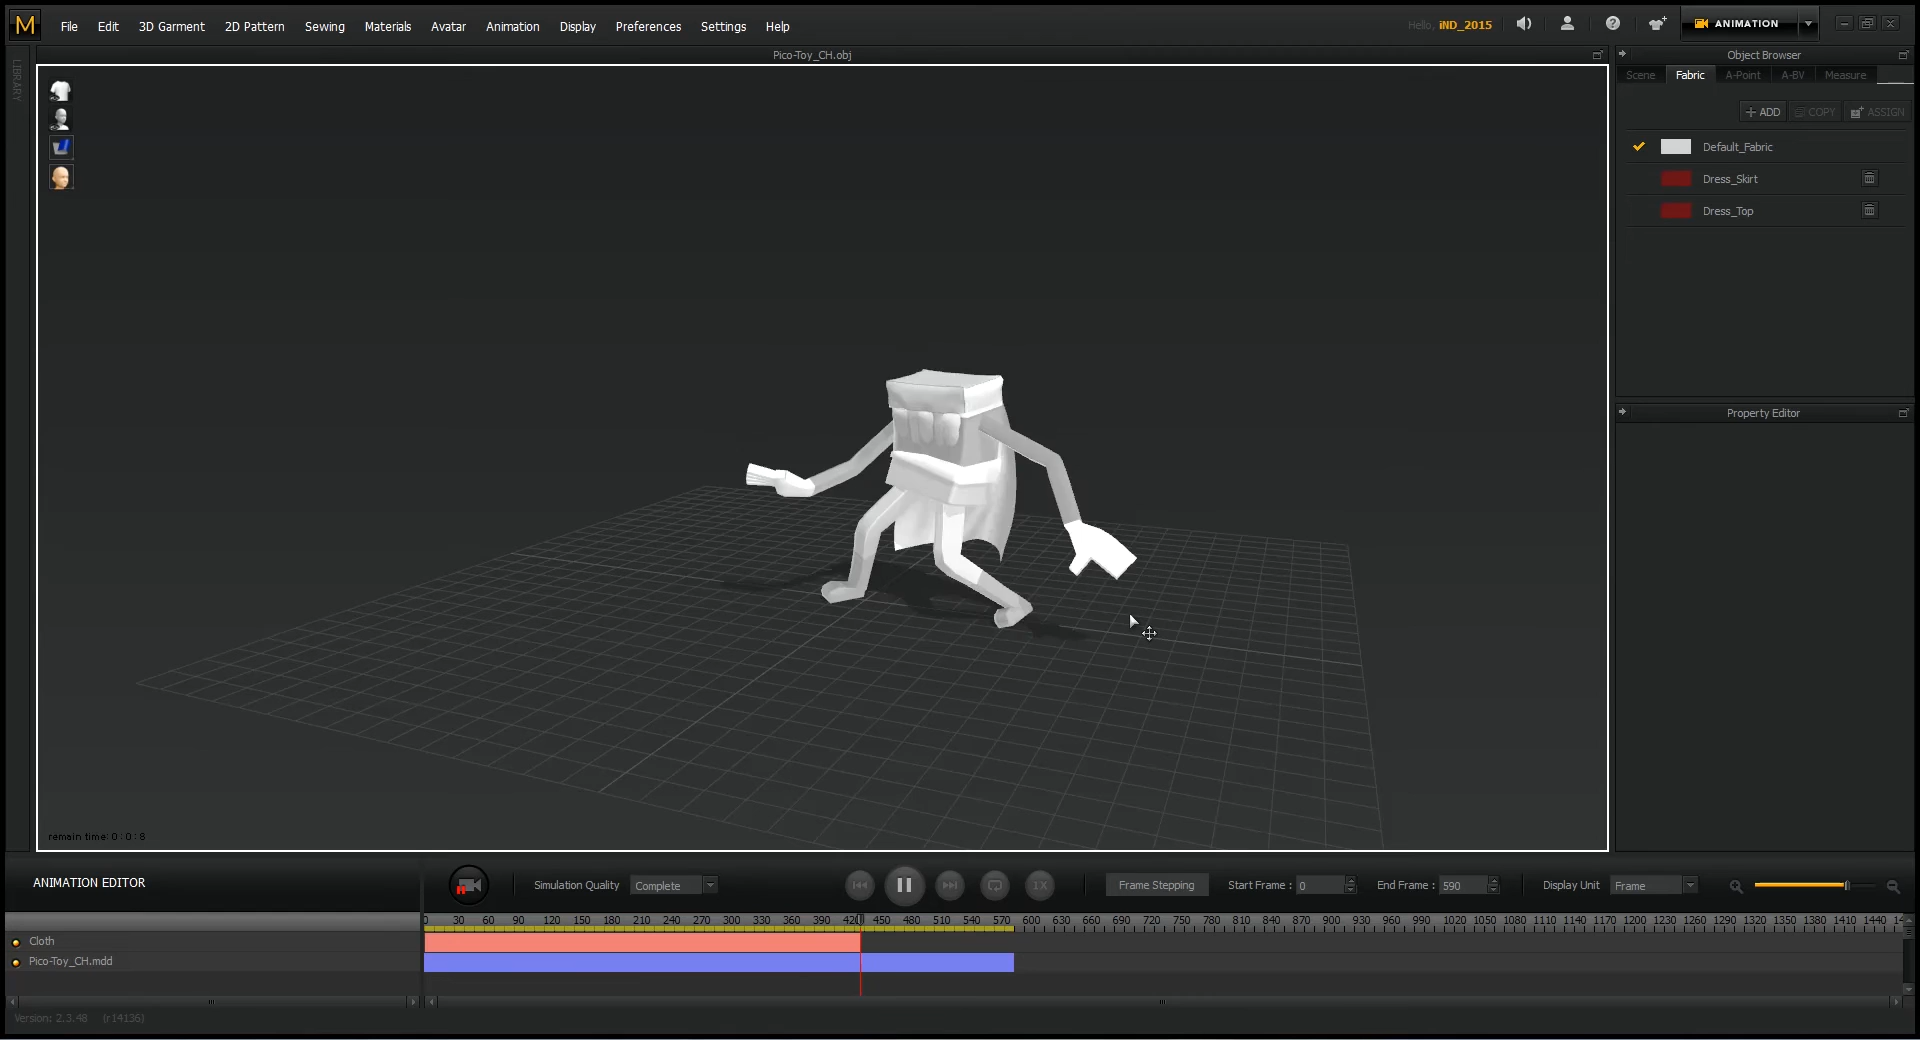 M File Edit 3D Garment 2D Pattern Sewing Materials Avatar Animation Display Preferences Settings Help Hello, iND_2015 ANIMATION
LIBRARY
Pico-Toy_CH.obj
Object Browser
Scene Fabric A-Point A-BV Measure
ADD COPY ASSIGN
Default_Fabric
Dress_Skirt
Dress_Top
Property Editor
remain time: 0 : 0 : 8
ANIMATION EDITOR
Simulation Quality Complete 1X Frame Stepping Start Frame : 0 End Frame : 590 Display Unit Frame
0 30 60 90 120 150 180 210 240 270 300 330 360 390 420 450 480 510 540 570 600 630 660 690 720 750 780 810 840 870 900 930 960 990 1020 1050 1080 1110 1140 1170 1200 1230 1260 1290 1320 1350 1380 1410 1440
Cloth
Pico-Toy_CH.mdd
Version: 2.3.48 (r14136)